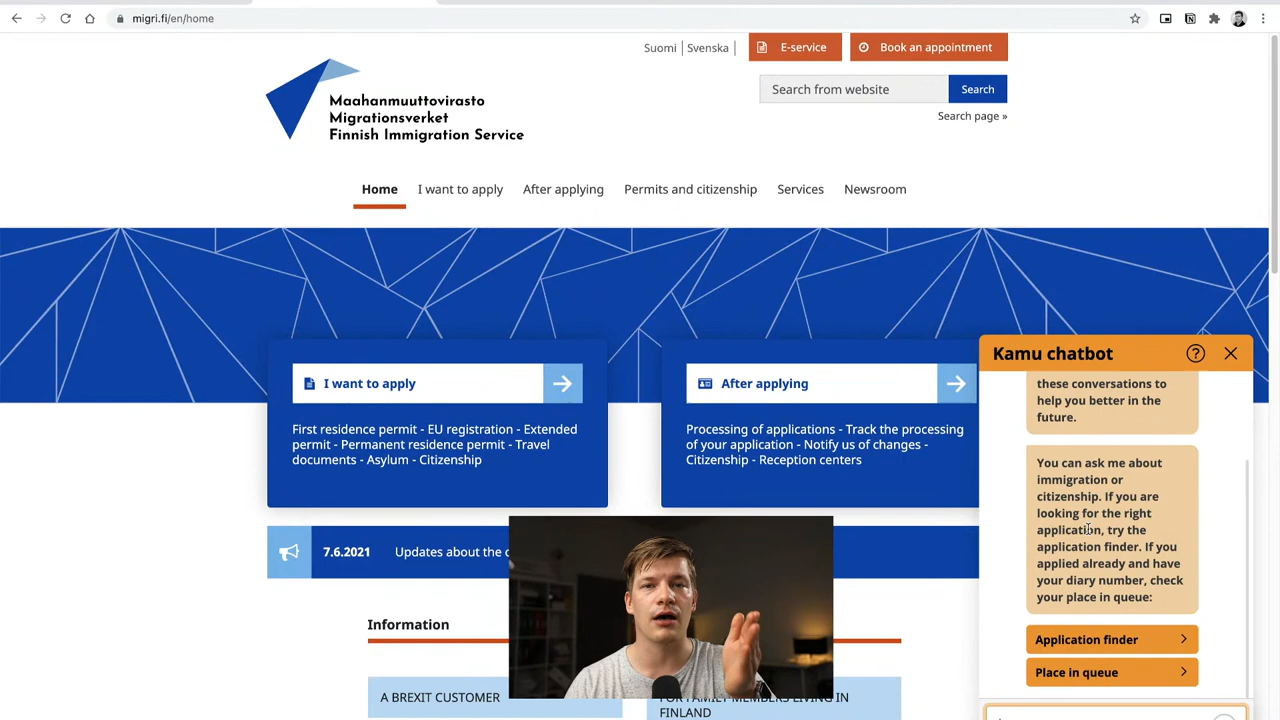 migri.fi/en/home
Suomi
Svenska
E-service
Book an appointment
Search from website
Search
Search page »
Maahanmuuttovirasto
Migrationsverket
Finnish Immigration Service
Home
I want to apply
After applying
Permits and citizenship
Services
Newsroom
I want to apply
First residence permit - EU registration - Extended
permit - Permanent residence permit - Travel
documents - Asylum - Citizenship
After applying
Processing of applications - Track the processing
of your application - Notify us of changes -
Citizenship - Reception centers
7.6.2021
Updates about the
Information
A BREXIT CUSTOMER
FOR FAMILY MEMBERS LIVING IN
FINLAND
Kamu chatbot
these conversations to
help you better in the
future.
You can ask me about
immigration or
citizenship. If you are
looking for the right
application, try the
application finder. If you
applied already and have
your diary number, check
your place in queue:
Application finder
Place in queue